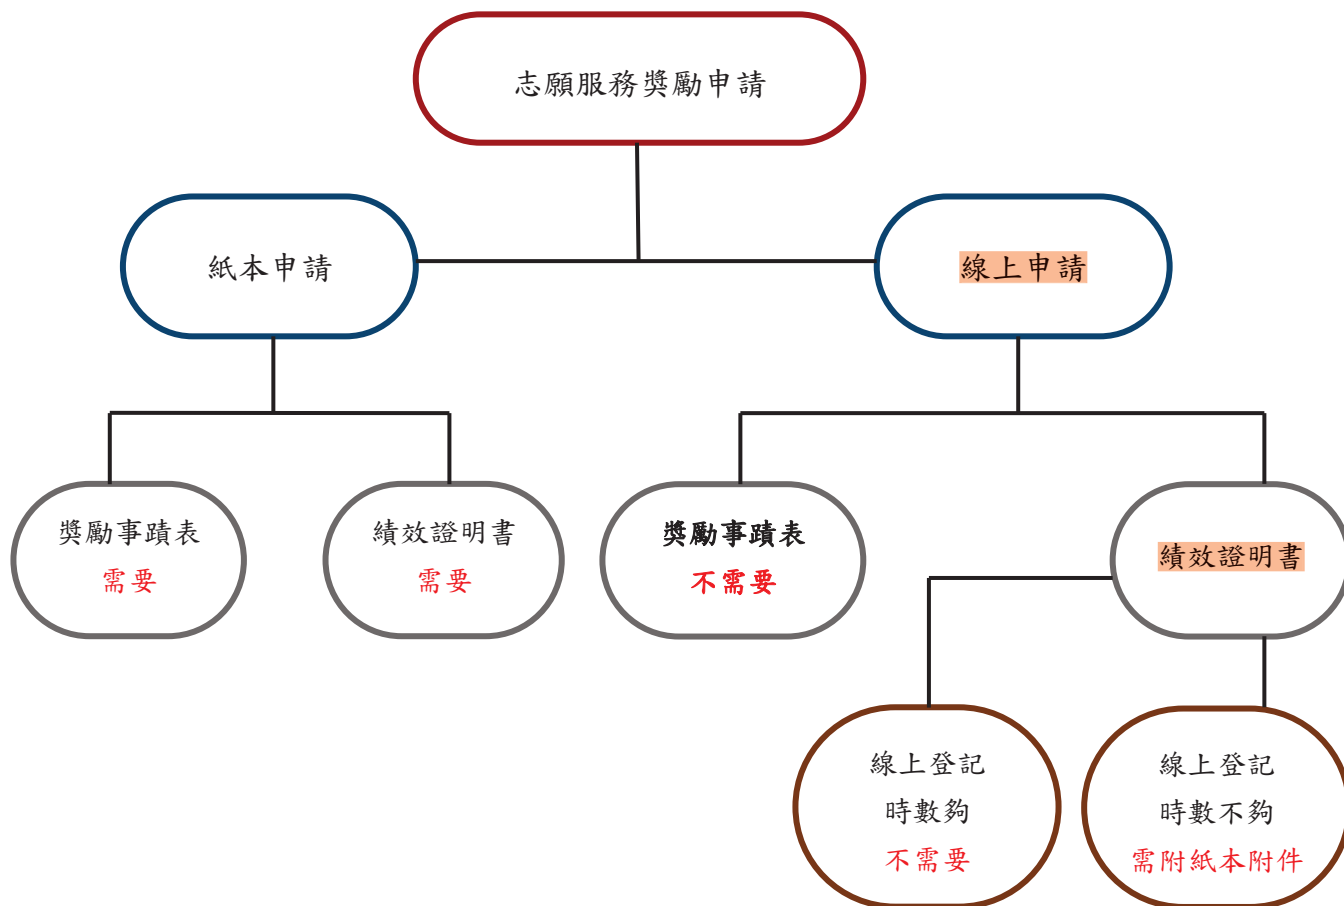 志願服務獎勵申請
紙本申請
線上申請
獎勵事蹟表
需要
績效證明書
需要
獎勵事蹟表
不需要
績效證明書
線上登記
時數夠
不需要
線上登記
時數不夠
需附紙本附件